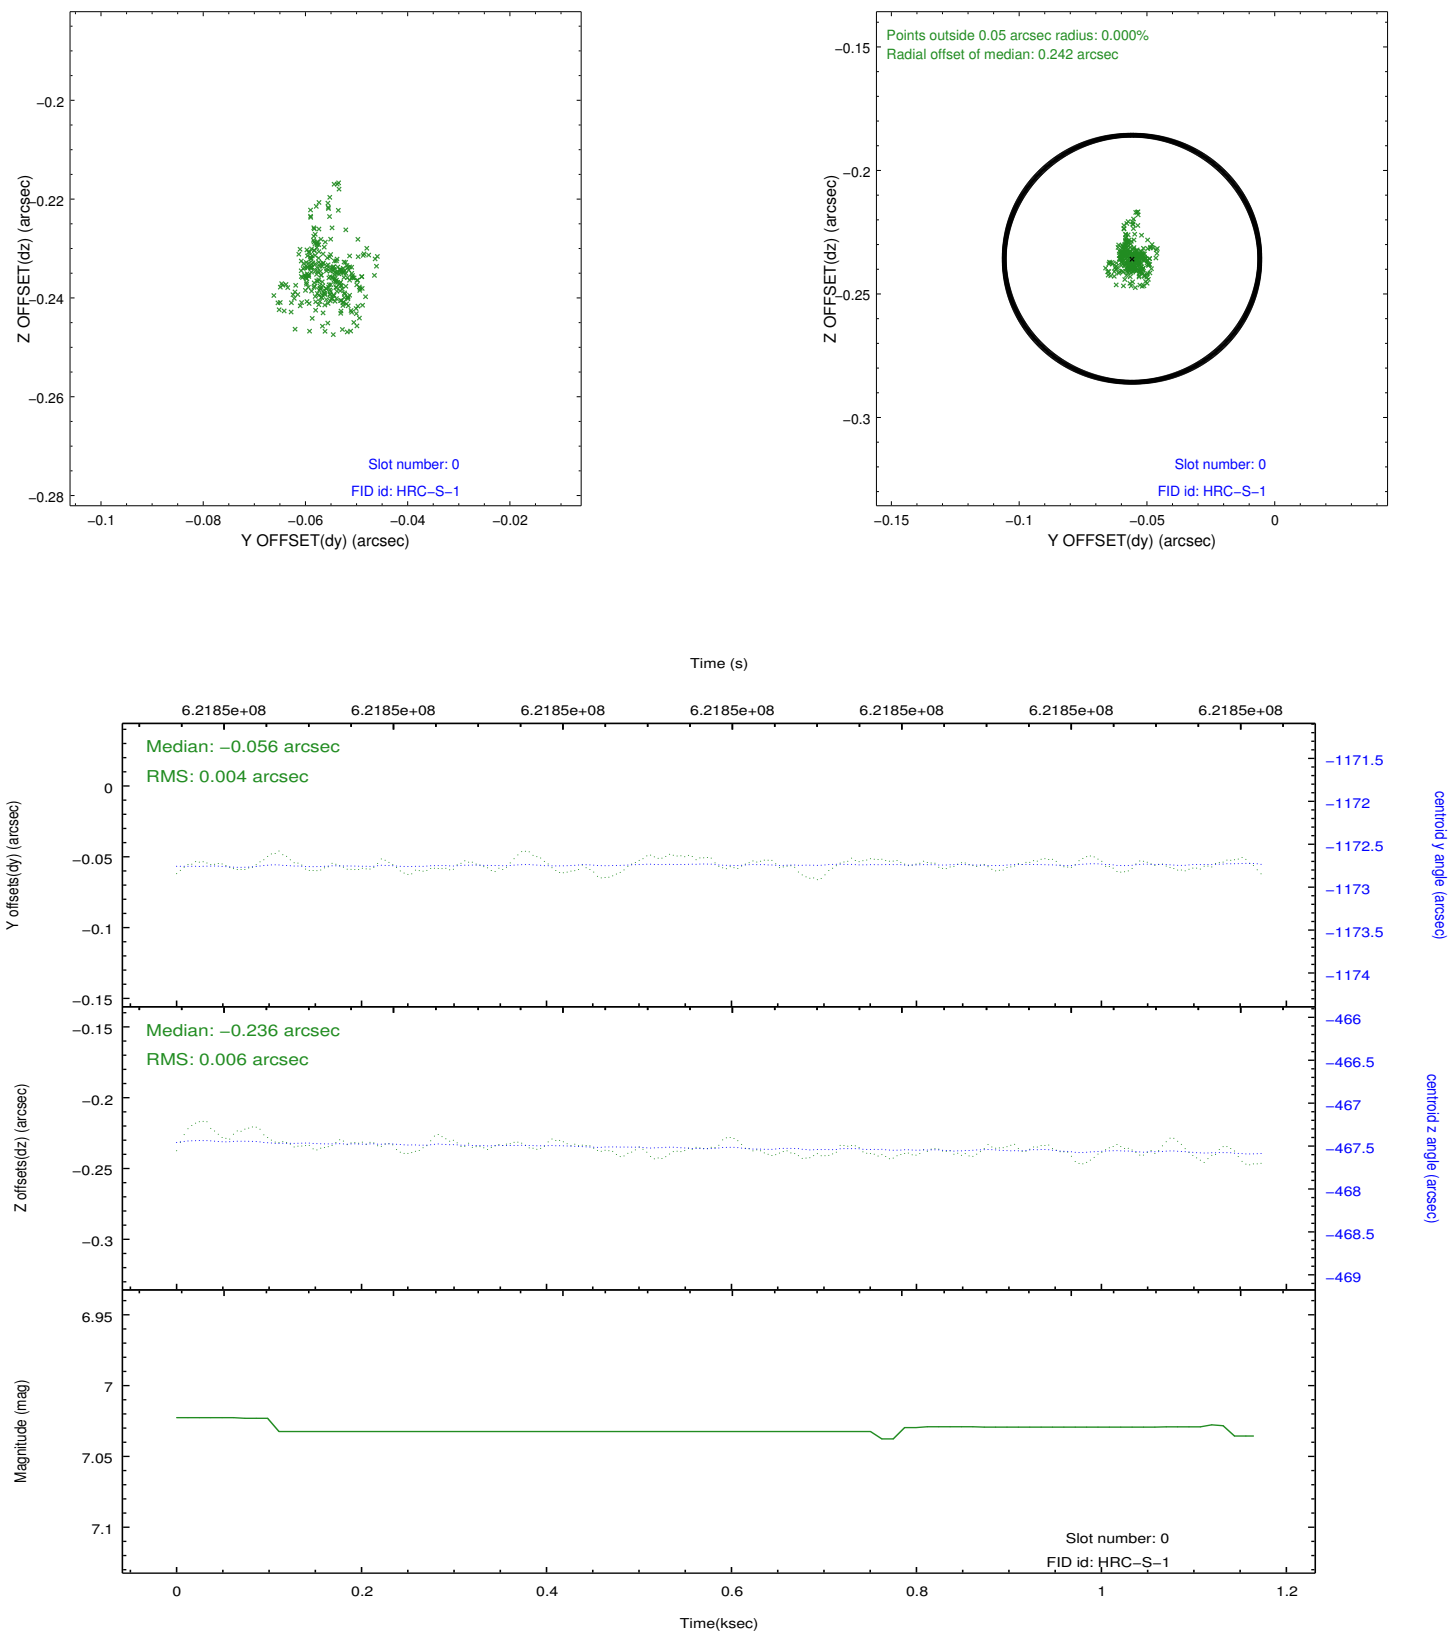 −0.2
−0.22
−0.24
−0.26
−0.28
Z OFFSET(dz) (arcsec)
Slot number: 0
FID id: HRC−S−1
−0.1
−0.08
−0.06
−0.04
−0.02
Y OFFSET(dy) (arcsec)
Points outside 0.05 arcsec radius: 0.000%
Radial offset of median: 0.242 arcsec
−0.15
−0.2
−0.25
−0.3
Z OFFSET(dz) (arcsec)
Slot number: 0
FID id: HRC−S−1
−0.15
−0.1
−0.05
0
Y OFFSET(dy) (arcsec)
Time (s)
6.2185e+08
6.2185e+08
6.2185e+08
6.2185e+08
6.2185e+08
6.2185e+08
6.2185e+08
Median: −0.056 arcsec
RMS: 0.004 arcsec
0
−0.05
−0.1
−0.15
Y offsets(dy) (arcsec)
−1171.5
−1172
−1172.5
−1173
−1173.5
−1174
centroid y angle (arcsec)
Median: −0.236 arcsec
RMS: 0.006 arcsec
−0.15
−0.2
−0.25
−0.3
Z offsets(dz) (arcsec)
−466
−466.5
−467
−467.5
−468
−468.5
−469
centroid z angle (arcsec)
6.95
7
7.05
7.1
Magnitude (mag)
Slot number: 0
FID id: HRC−S−1
0
0.2
0.4
0.6
0.8
1
1.2
Time(ksec)